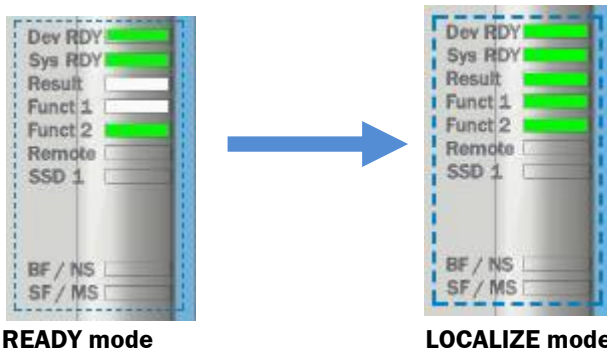 Dev RDY
Sys RDY
Result
Funct 1
Funct 2
Remote
SSD 1
BF / NS
SF / MS
READY mode
Dev RDY
Sys RDY
Result
Funct 1
Funct 2
Remote
SSD 1
BF / NS
SF / MS
LOCALIZE mode